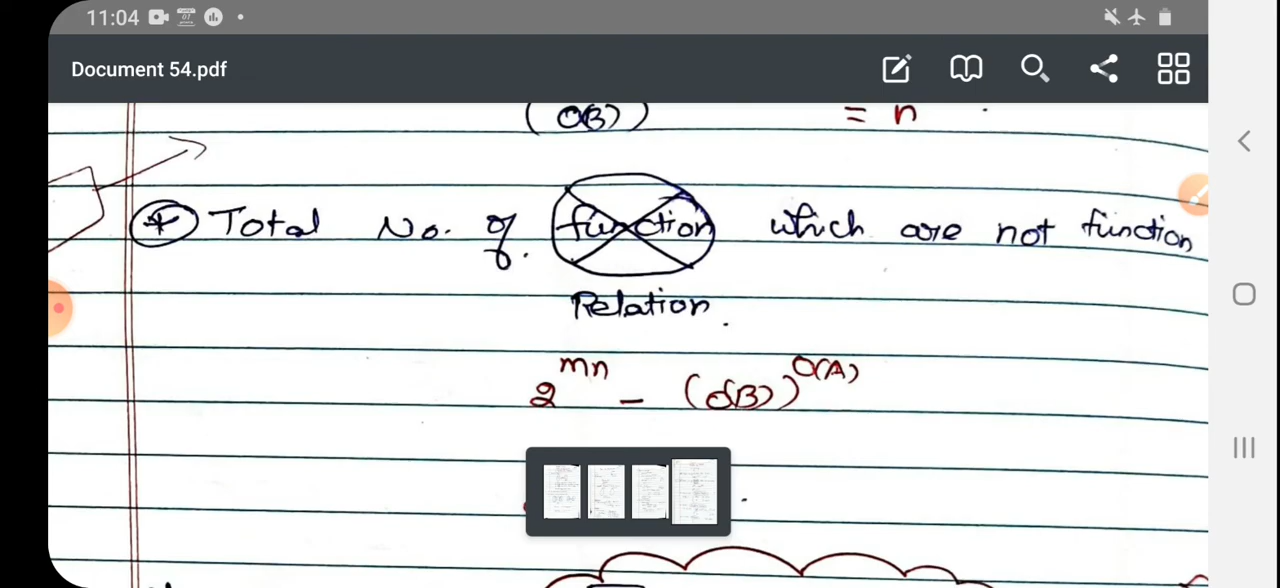 11:04
Document 54.pdf
(O(B)) = n
Total No. of function which are not function
Relation.
2^mn - (O(B))^O(A)